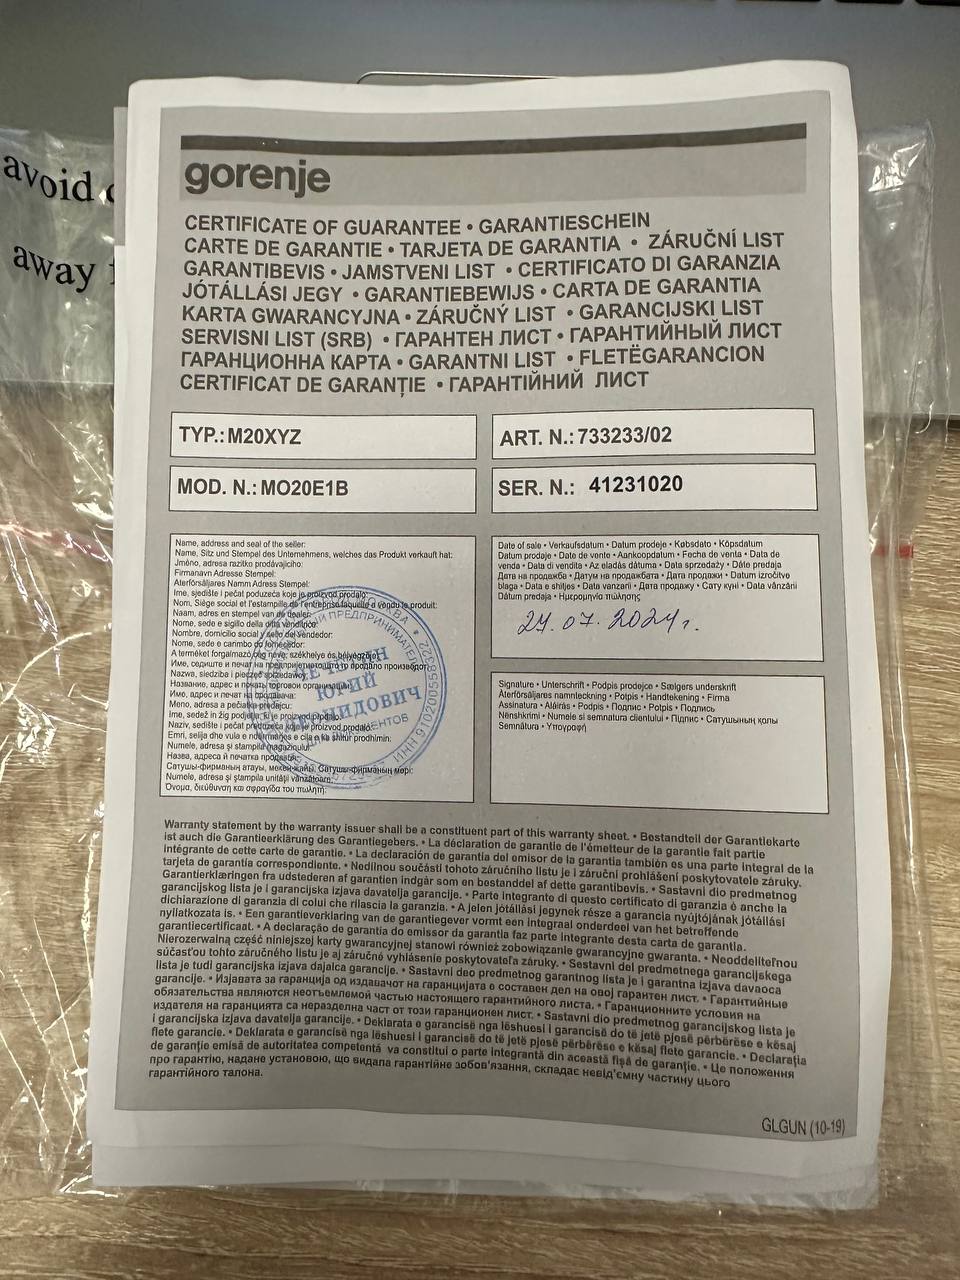 avoid
away
gorenje
CERTIFICATE OF GUARANTEE • GARANTIESCHEIN
CARTE DE GARANTIE • TARJETA DE GARANTIA • ZÁRUČNÍ LIST
GARANTIBEVIS • JAMSTVENI LIST • CERTIFICATO DI GARANZIA
JÓTÁLLÁSI JEGY • GARANTIEBEWIJS • CARTA DE GARANTIA
KARTA GWARANCYJNA • ZÁRUČNÝ LIST • GARANCIJSKI LIST
SERVISNI LIST (SRB) • ГАРАНТЕН ЛИСТ • ГАРАНТИЙНЫЙ ЛИСТ
ГАРАНЦИОННА КАРТА • GARANTNI LIST • FLETËGARANCION
CERTIFICAT DE GARANȚIE • ГАРАНТІЙНИЙ ЛИСТ
TYP.: M20XYZ
ART. N.: 733233/02
MOD. N.: MO20E1B
SER. N.: 41231020
Name, address and seal of the seller:
Name, Sitz und Stempel des Unternehmens, welches das Produkt verkauft hat:
Jméno, adresa razítko prodávajícího:
Firmanavn Adresse Stempel:
Återförsäljares Namn Adress Stempel:
Ime, sjedište i pečat poduzeća koje je proizvod prodalo:
Nom, Siège social et l'estampille de l'entreprise laquelle a vendu le produit:
Naam, adres en stempel van de dealer:
Nome, sede e sigillo della ditta venditrice:
Nombre, domicilio social y sello del vendedor:
Nome, sede e carimbo do fornecedor:
A terméket forgalmazó cég neve, székhelye és bélyegzője:
Име, седиште и печат на претпријатието што го продало производот:
Nazwa, siedziba i pieczęć sprzedawcy:
Название, адрес и печать торговой организации:
Име, адрес и печат на продавача:
Meno, adresa a pečiatka predajcu:
Ime, sedež in žig podjetja, ki je proizvod prodalo:
Naziv, sedište i pečat preduzeća koje je proizvod prodalo:
Emri, selija dhe vula e ndërmarrjes e cila e ka shitur prodhimin:
Numele, adresa și stampila magazinului:
Назва, адреса й печатка продавця:
Сатушы-фирманың атауы, мекен-жайы. Сатушы-фирманың мөрі:
Numele, adresa și ștampila unității vânzătoare:
Όνομα, διεύθυνση και σφραγίδα του πωλητή:
ЮРИЙ
ЛЕОНИДОВИЧ
ДЛЯ ДОКУМЕНТОВ
Date of sale • Verkaufsdatum • Datum prodeje • Købsdato • Köpsdatum
Datum prodaje • Date de vente • Aankoopdatum • Fecha de venta • Data de
venda • Data di vendita • Az eladás dátuma • Data sprzedaży • Dáte predaja
Дата на продажба • Датум на продажбата • Дата продажи • Datum izročitve
blaga • Data e shitjes • Data vanzarii • Дата продажу • Сату күні • Data vânzării
Dátum predaja • Ημερομηνία πώλησης
24.07.2024 г.
Signature • Unterschrift • Podpis prodejce • Sælgers underskrift
Återförsäljares namnteckning • Potpis • Handtekening • Firma
Assinatura • Aláírás • Podpis • Подпис • Potpis • Подпись
Nënshkrimi • Numele si semnatura clientului • Підпис • Сатушының қолы
Semnătura • Υπογραφή
Warranty statement by the warranty issuer shall be a constituent part of this warranty sheet. • Bestandteil der Garantiekarte
ist auch die Garantieerklärung des Garantiegebers. • La déclaration de garantie de l'émetteur de la garantie fait partie
intégrante de cette carte de garantie. • La declaración de garantía del emisor de la garantía también es una parte integral de la
tarjeta de garantía correspondiente. • Nedílnou součástí tohoto záručního listu je i záruční prohlášení poskytovatele záruky.
Garantierklæringen fra udstederen af garantien indgår som en bestanddel af dette garantibevis. • Sastavni dio predmetnog
garancijskog lista je i garancijska izjava davatelja garancije. • Parte integrante di questo certificato di garanzia è anche la
dichiarazione di garanzia di colui che rilascia la garanzia. • A jelen jótállási jegynek része a garancia nyújtójának jótállási
nyilatkozata is. • Een garantieverklaring van de garantiegever vormt een integraal onderdeel van het betreffende
garantiecertificaat. • A declaração de garantia do emissor da garantia faz parte integrante desta carta de garantia.
Nierozerwalną część niniejszej karty gwarancyjnej stanowi również zobowiązanie gwarancyjne gwaranta. • Neoddeliteľnou
súčasťou tohto záručného listu je aj záručné vyhlásenie poskytovateľa záruky. • Sestavni del predmetnega garancijskega
lista je tudi garancijska izjava dajalca garancije. • Sastavni deo predmetnog garantnog lista je i garantna izjava davaoca
garancije. • Изјавата за гаранција од издавачот на гаранцијата е составен дел на овој гарантен лист. • Гарантийные
обязательства являются неотъемлемой частью настоящего гарантийного листа. • Гаранционните условия на
издателя на гаранцията са неразделна част от този гаранционен лист. • Sastavni dio predmetnog garancijskog lista je
i garancijska izjava davatelja garancije. • Deklarata e garancisë nga lëshuesi i garancisë do të jetë pjesë përbërëse e kësaj
flete garancie. • Deklarata e garancisë nga lëshuesi i garancisë do të jetë pjesë përbërëse e kësaj flete garancie. • Declarația
de garanție emisă de autoritatea competentă va constitui o parte integrantă din această fișă de garanție. • Це положення
про гарантію, надане установою, що видала гарантійне зобов'язання, складає невід'ємну частину цього
гарантійного талона.
GLGUN (10-19)